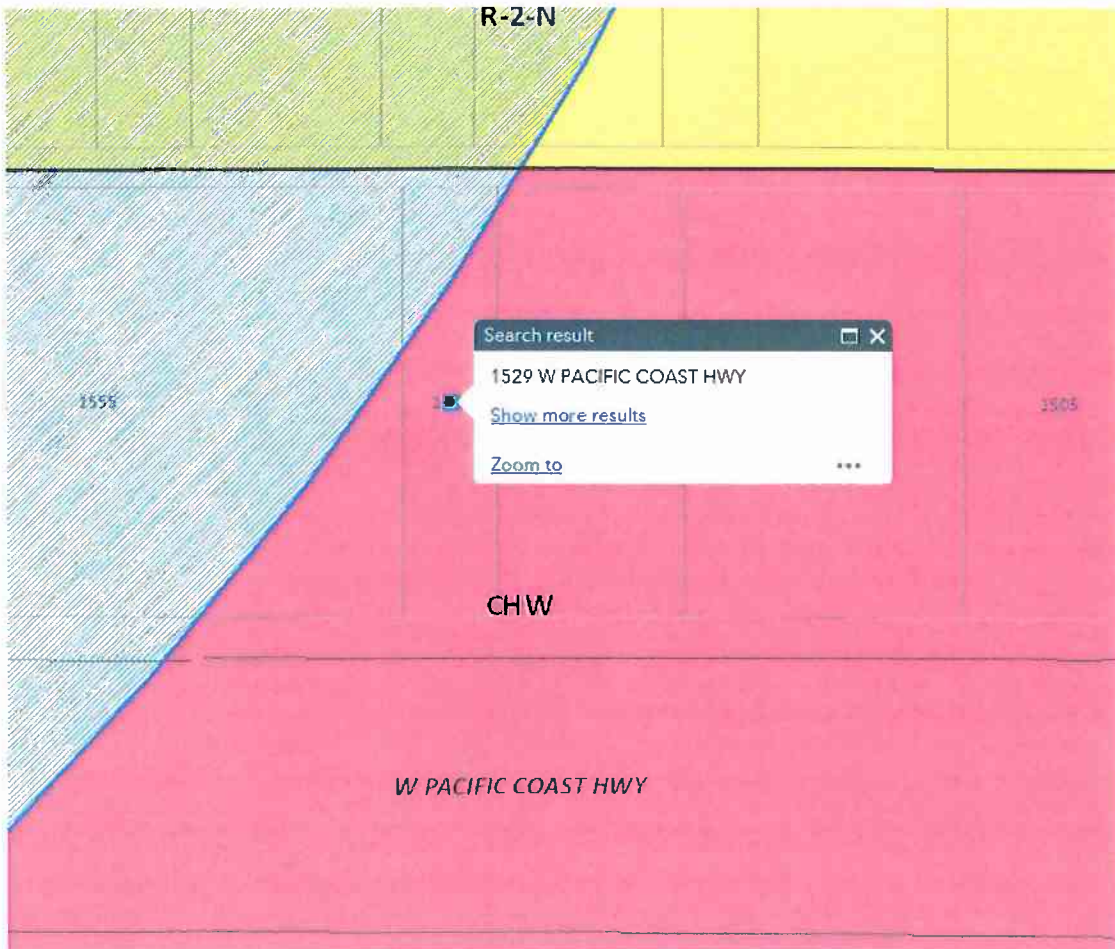 R-2-N
Search result
1529 W PACIFIC COAST HWY
Show more results
Zoom to
1555
1505
CHW
W PACIFIC COAST HWY